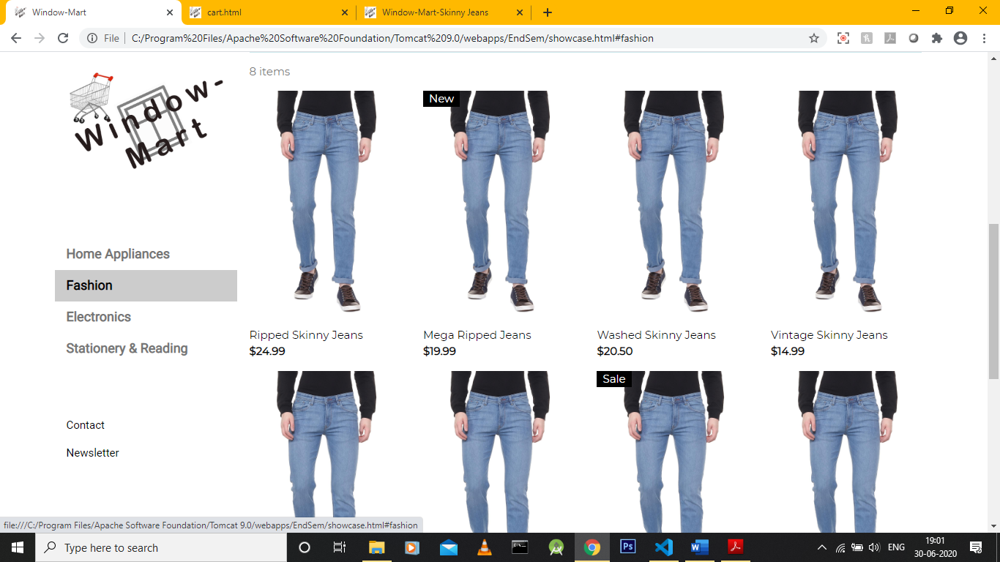 Window-Mart
cart.html
Window-Mart-Skinny Jeans
File
C:/Program%20Files/Apache%20Software%20Foundation/Tomcat%209.0/webapps/EndSem/showcase.html#fashion
Window-
Mart
Home Appliances
Fashion
Electronics
Stationery & Reading
Contact
Newsletter
8 items
New
Ripped Skinny Jeans
$24.99
Mega Ripped Jeans
$19.99
Washed Skinny Jeans
$20.50
Vintage Skinny Jeans
$14.99
Sale
file:///C:/Program Files/Apache Software Foundation/Tomcat 9.0/webapps/EndSem/showcase.html#fashion
Type here to search
Ps
ENG
19:01
30-06-2020